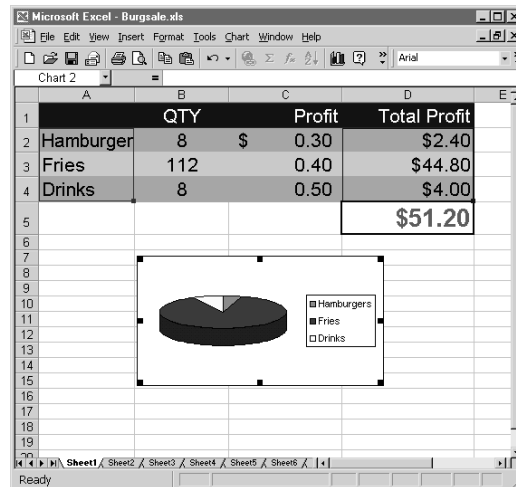 Microsoft Excel - Burgsale.xls
File Edit View Insert Format Tools Chart Window Help
Arial
Chart 2 =
A B C D E
1 QTY Profit Total Profit
2 Hamburger 8 $ 0.30 $2.40
3 Fries 112 0.40 $44.80
4 Drinks 8 0.50 $4.00
5 $51.20
6
7
8
9
10 Hamburgers
11 Fries
12 Drinks
13
14
15
16
17
18
19
20
Sheet1 Sheet2 Sheet3 Sheet4 Sheet5 Sheet6
Ready